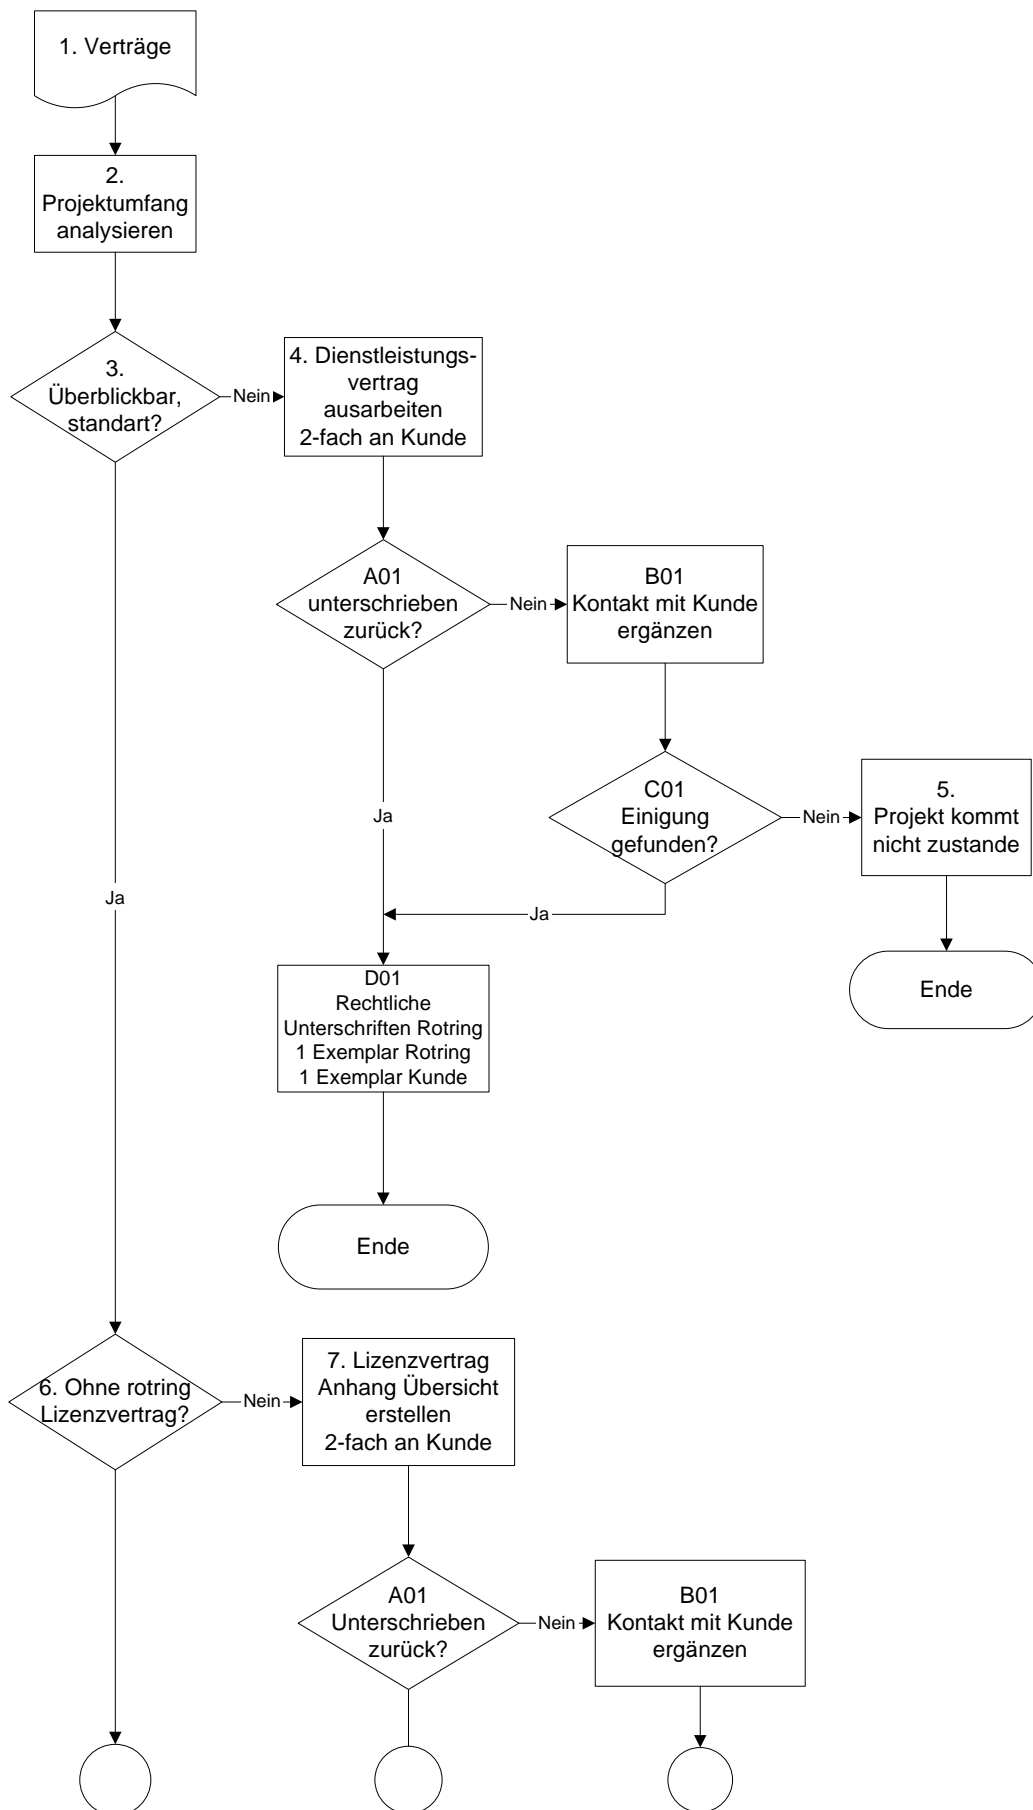 1. Verträge
2.
Projektumfang
analysieren
3.
Überblickbar,
standart?
Nein
4. Dienstleistungs-
vertrag
ausarbeiten
2-fach an Kunde
A01
unterschrieben
zurück?
Nein
B01
Kontakt mit Kunde
ergänzen
C01
Einigung
gefunden?
Nein
5.
Projekt kommt
nicht zustande
Ja
Ja
Ja
Ende
D01
Rechtliche
Unterschriften Rotring
1 Exemplar Rotring
1 Exemplar Kunde
Ende
6. Ohne rotring
Lizenzvertrag?
Nein
7. Lizenzvertrag
Anhang Übersicht
erstellen
2-fach an Kunde
A01
Unterschrieben
zurück?
Nein
B01
Kontakt mit Kunde
ergänzen